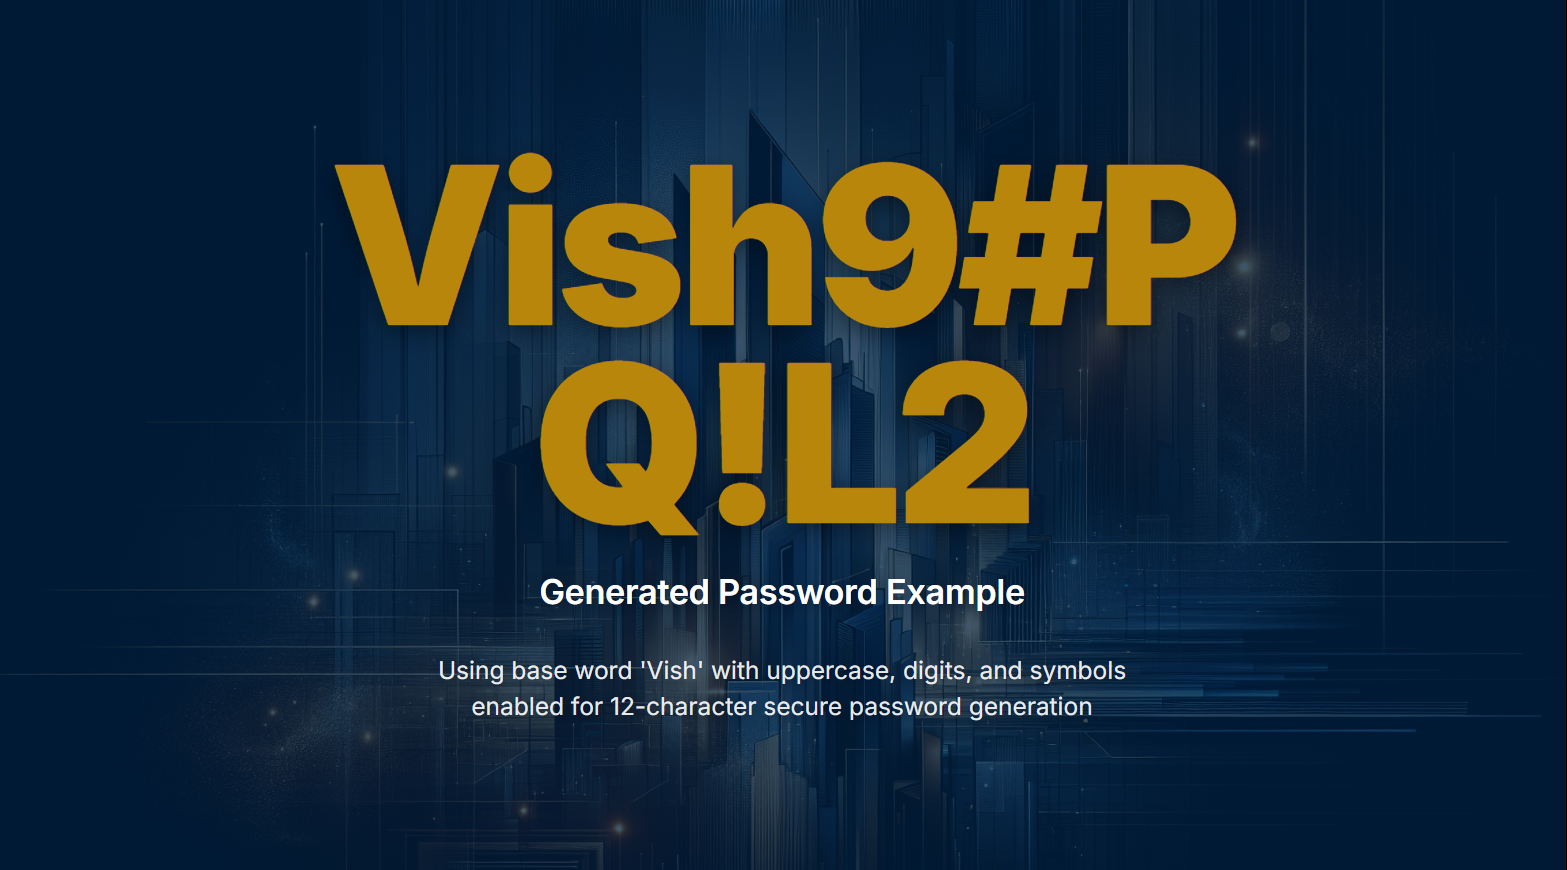 Vish9#P
Q!L2
Generated Password Example
Using base word 'Vish' with uppercase, digits, and symbols
enabled for 12-character secure password generation